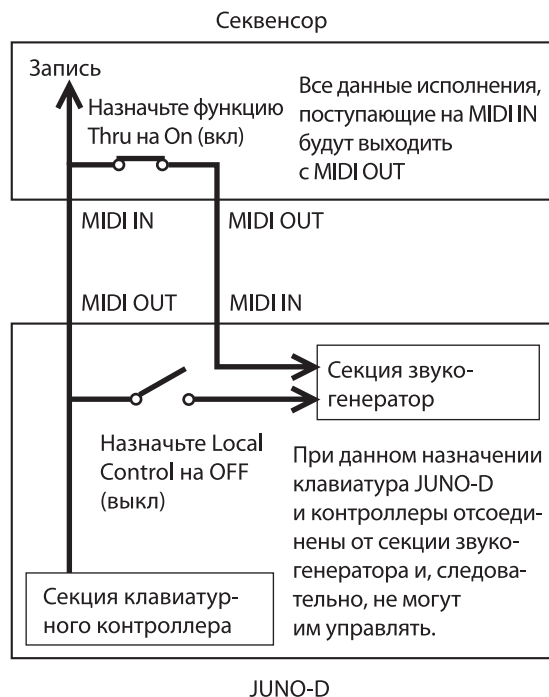 Секвенсор
Запись
Назначьте функцию
Thru на On (вкл)
Все данные исполнения,
поступающие на MIDI IN
будут выходить
с MIDI OUT
MIDI IN
MIDI OUT
MIDI OUT
MIDI IN
Секция звуко-
генератор
Назначьте Local
Control на OFF
(выкл)
При данном назначении
клавиатура JUNO-D
и контроллеры отсоеди-
нены от секции звуко-
генератора и, следова-
тельно, не могут
им управлять.
Секция клавиатур-
ного контроллера
JUNO-D